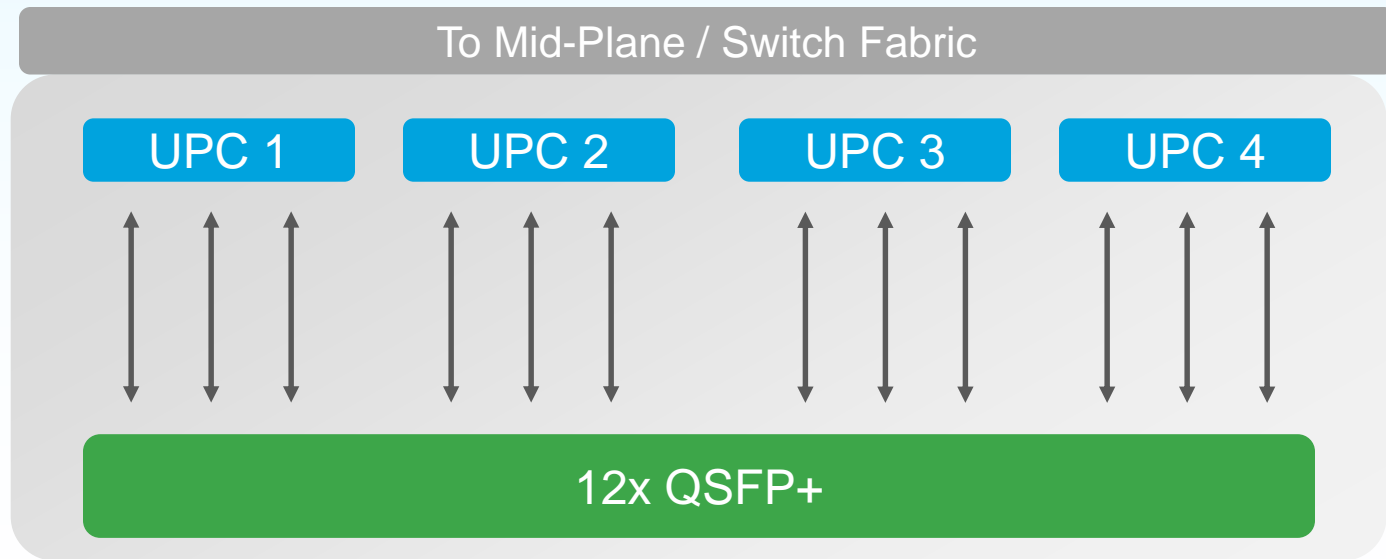 To Mid-Plane / Switch Fabric
UPC 1
UPC 2
UPC 3
UPC 4
12x QSFP+